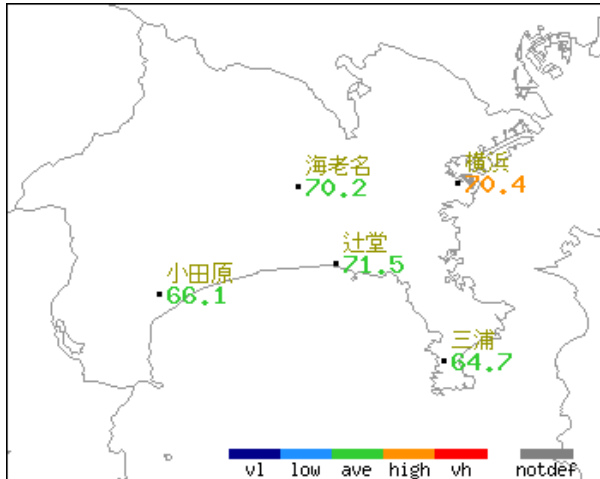 海老名
70.2
横浜
70.4
辻堂
71.5
小田原
66.1
三浦
64.7
vl low ave high vh notdef